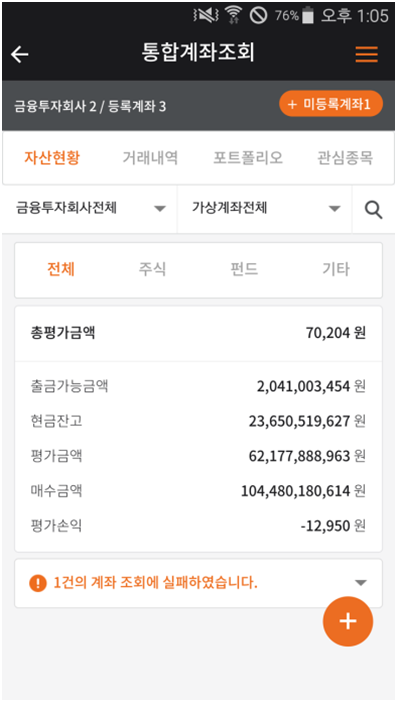 76% 오후 1:05
통합계좌조회
금융투자회사 2 / 등록계좌 3 + 미등록계좌1
자산현황 거래내역 포트폴리오 관심종목
금융투자회사전체 가상계좌전체
전체 주식 펀드 기타
총평가금액 70,204 원
출금가능금액 2,041,003,454 원
현금잔고 23,650,519,627 원
평가금액 62,177,888,963 원
매수금액 104,480,180,614 원
평가손익 -12,950 원
1건의 계좌 조회에 실패하였습니다.